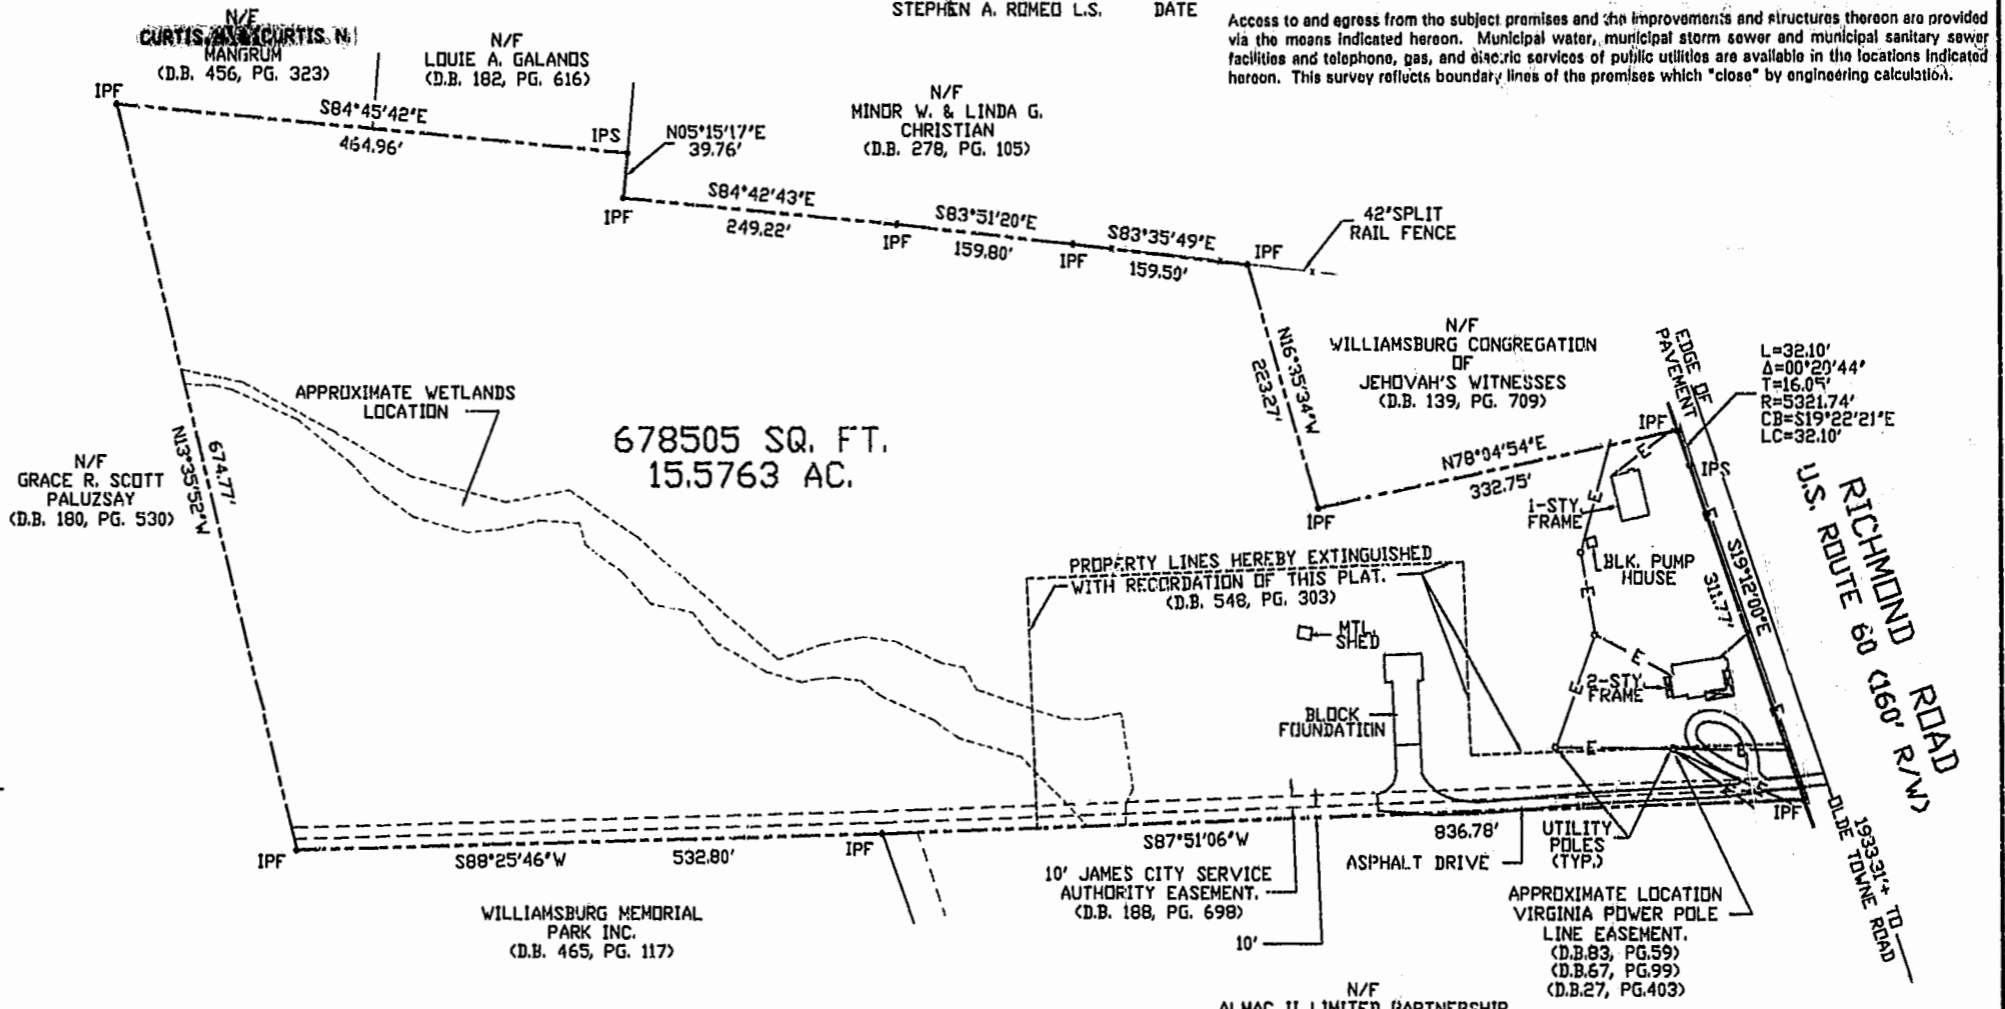 STEPHEN A. ROMEO L.S. DATE
Access to and egress from the subject premises and the improvements and structures thereon are provided
via the means indicated hereon. Municipal water, municipal storm sewer and municipal sanitary sewer
facilities and telephone, gas, and electric services of public utilities are available in the locations indicated
hereon. This survey reflects boundary lines of the premises which "close" by engineering calculation.
N/F
CURTIS N.
MANGRUM
(D.B. 456, PG. 323)
N/F
LOUIE A. GALANOS
(D.B. 182, PG. 616)
N/F
MINOR W. & LINDA G.
CHRISTIAN
(D.B. 278, PG. 105)
IPF
S84°45'42"E
464.96'
IPS
N05°15'17"E
39.76'
IPF
S84°42'43"E
249.22'
IPF
S83°51'20"E
159.80'
IPF
S83°35'49"E
159.50'
IPF
42"SPLIT
RAIL FENCE
N16°35'34"W
223.27'
N/F
WILLIAMSBURG CONGREGATION
OF
JEHOVAH'S WITNESSES
(D.B. 139, PG. 709)
EDGE OF
PAVEMENT
L=32.10'
Δ=00°20'44"
T=16.05'
R=5321.74'
CB=S19°22'21"E
LC=32.10'
IPF
IPS
N78°04'54"E
332.75'
IPF
APPROXIMATE WETLANDS
LOCATION
678505 SQ. FT.
15.5763 AC.
N/F
GRACE R. SCOTT
PALUZSAY
(D.B. 180, PG. 530)
674.77'
N13°35'52"W
1-STY.
FRAME
E
E
BLK. PUMP
HOUSE
E
E
S19°12'00"E
311.77'
RICHMOND ROAD
U.S. ROUTE 60 (160' R/W)
PROPERTY LINES HEREBY EXTINGUISHED
WITH RECORDATION OF THIS PLAT.
(D.B. 548, PG. 303)
MTL.
SHED
E
2-STY.
FRAME
E
E
BLOCK
FOUNDATION
E
E
IPF
S88°25'46"W
532.80'
IPF
S87°51'06"W
836.78'
IPF
10' JAMES CITY SERVICE
AUTHORITY EASEMENT.
(D.B. 188, PG. 698)
10'
ASPHALT DRIVE
UTILITY
POLES
(TYP.)
1933.31'+ TO
OLDE TOWNE ROAD
WILLIAMSBURG MEMORIAL
PARK INC.
(D.B. 465, PG. 117)
APPROXIMATE LOCATION
VIRGINIA POWER POLE
LINE EASEMENT.
(D.B.83, PG.59)
(D.B.67, PG.99)
(D.B.27, PG.403)
N/F
ALMAC II LIMITED PARTNERSHIP